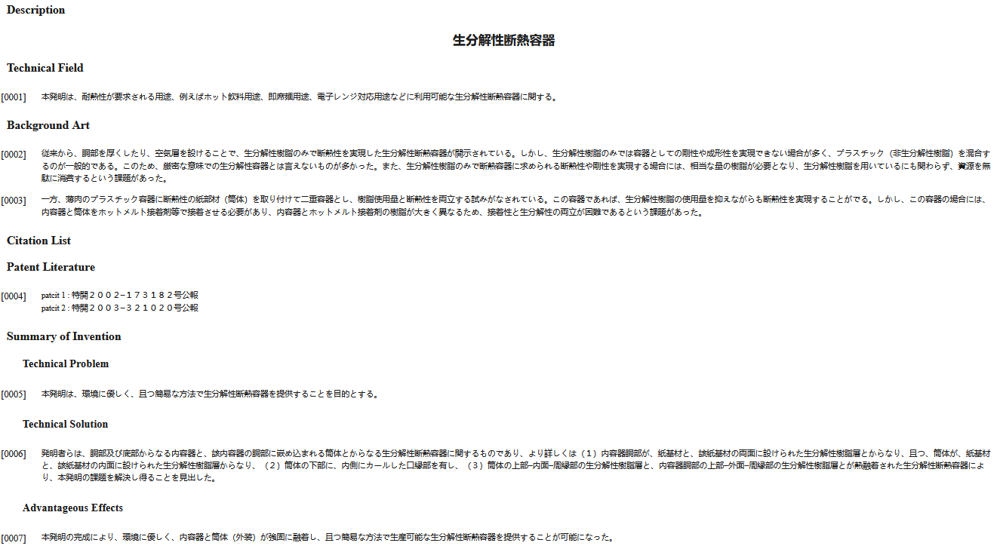 Description
生分解性断熱容器
Technical Field
[0001] 本発明は、耐熱性が要求される用途、例えばホット飲料用途、即席麺用途、電子レンジ対応用途などに利用可能な生分解性断熱容器に関する。
Background Art
[0002] 従来から、胴部を厚くしたり、空気層を設けることで、生分解性樹脂のみで断熱性を実現した生分解性断熱容器が開示されている。しかし、生分解性樹脂のみでは容器としての剛性や成形性を実現できない場合が多く、プラスチック（非生分解性樹脂）を混合す
るのが一般的である。このため、厳密な意味での生分解性容器とは言えないものが多かった。また、生分解性樹脂のみで断熱容器に求められる断熱性や剛性を実現する場合には、相当な量の樹脂が必要となり、生分解性樹脂を用いているにも関わらず、資源を無
駄に消費するという課題があった。
[0003] 一方、薄肉のプラスチック容器に断熱性の紙部材（筒体）を取り付けて二重容器とし、樹脂使用量と断熱性を両立する試みがなされている。この容器であれば、生分解性樹脂の使用量を抑えながらも断熱性を実現することがでる。しかし、この容器の場合には、
内容器と筒体をホットメルト接着剤等で接着させる必要があり、内容器とホットメルト接着剤の樹脂が大きく異なるため、接着性と生分解性の両立が困難であるという課題があった。
Citation List
Patent Literature
[0004] patcit 1 : 特開２００２−１７３１８２号公報
patcit 2 : 特開２００３−３２１０２０号公報
Summary of Invention
Technical Problem
[0005] 本発明は、環境に優しく、且つ簡易な方法で生分解性断熱容器を提供することを目的とする。
Technical Solution
[0006] 発明者らは、胴部及び底部からなる内容器と、該内容器の胴部に嵌め込まれる筒体とからなる生分解性断熱容器に関するものであり、より詳しくは（１）内容器胴部が、紙基材と、該紙基材の両面に設けられた生分解性樹脂層とからなり、且つ、筒体が、紙基材
と、該紙基材の内面に設けられた生分解性樹脂層からなり、（２）筒体の下部に、内側にカールした口縁部を有し、（３）筒体の上部−内面−周縁部の生分解性樹脂層と、内容器胴部の上部−外面−周縁部の生分解性樹脂層とが熱融着された生分解性断熱容器によ
り、本発明の課題を解決し得ることを見出した。
Advantageous Effects
[0007] 本発明の完成により、環境に優しく、内容器と筒体（外装）が強固に融着し、且つ簡易な方法で生産可能な生分解性断熱容器を提供することが可能になった。